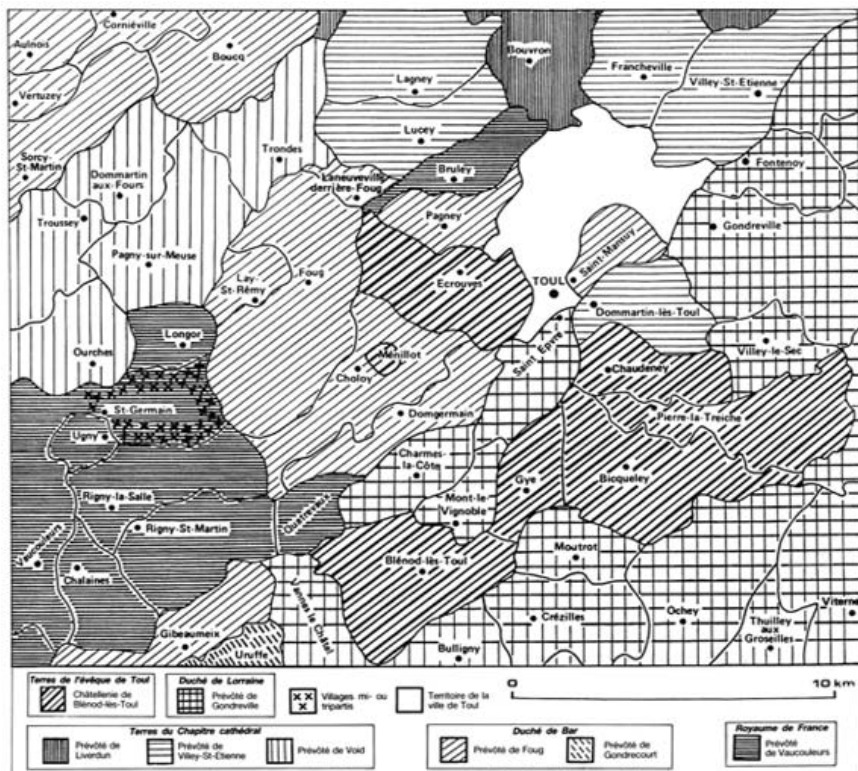 Corniéville
Aulnois
Boucq
Bouvron
Francheville
Lagney
Villey-St-Etienne
Vertuzey
Lucey
Sorcy-
St-Martin
Trondes
Fontenoy
Dommartin
aux-Fours
Laneuveville
derrière-Foug
Bruley
Troussey
Pagney
Gondreville
Pagny-sur-Meuse
Saint-Mansuy
Lay-
St-Rémy
Foug
Ecrouves
TOUL
Dommartin-lès-Toul
Longor
Saint Epvre
Villey-le-Sec
Ourches
Ménillot
Choloy
Chaudeney
St-Germain
Domgermain
Pierre-la-Treiche
Ugny
Charmes-
la-Côte
Gye
Bicqueley
Rigny-la-Salle
Mont-le
Vignoble
Quatrevaux
Rigny-St-Martin
Vaucouleurs
Moutrot
Chalaines
Blénod-lès-Toul
Vannes le Châtel
Crézilles
Ochey
Viterne
Thuilley
aux
Groseilles
Gibeaumeix
Uruffe
Bulligny
Terres de l'évêque de Toul
Châtellenie de
Blénod-lès-Toul
Duché de Lorraine
Prévôté de
Gondreville
Villages mi- ou
tripartis
Territoire de la
ville de Toul
0
10 km
Terres du Chapitre cathédral
Prévôté de
Liverdun
Prévôté de
Villey-St-Etienne
Prévôté de Void
Duché de Bar
Prévôté de Foug
Prévôté de
Gondrecourt
Royaume de France
Prévôté
de Vaucouleurs